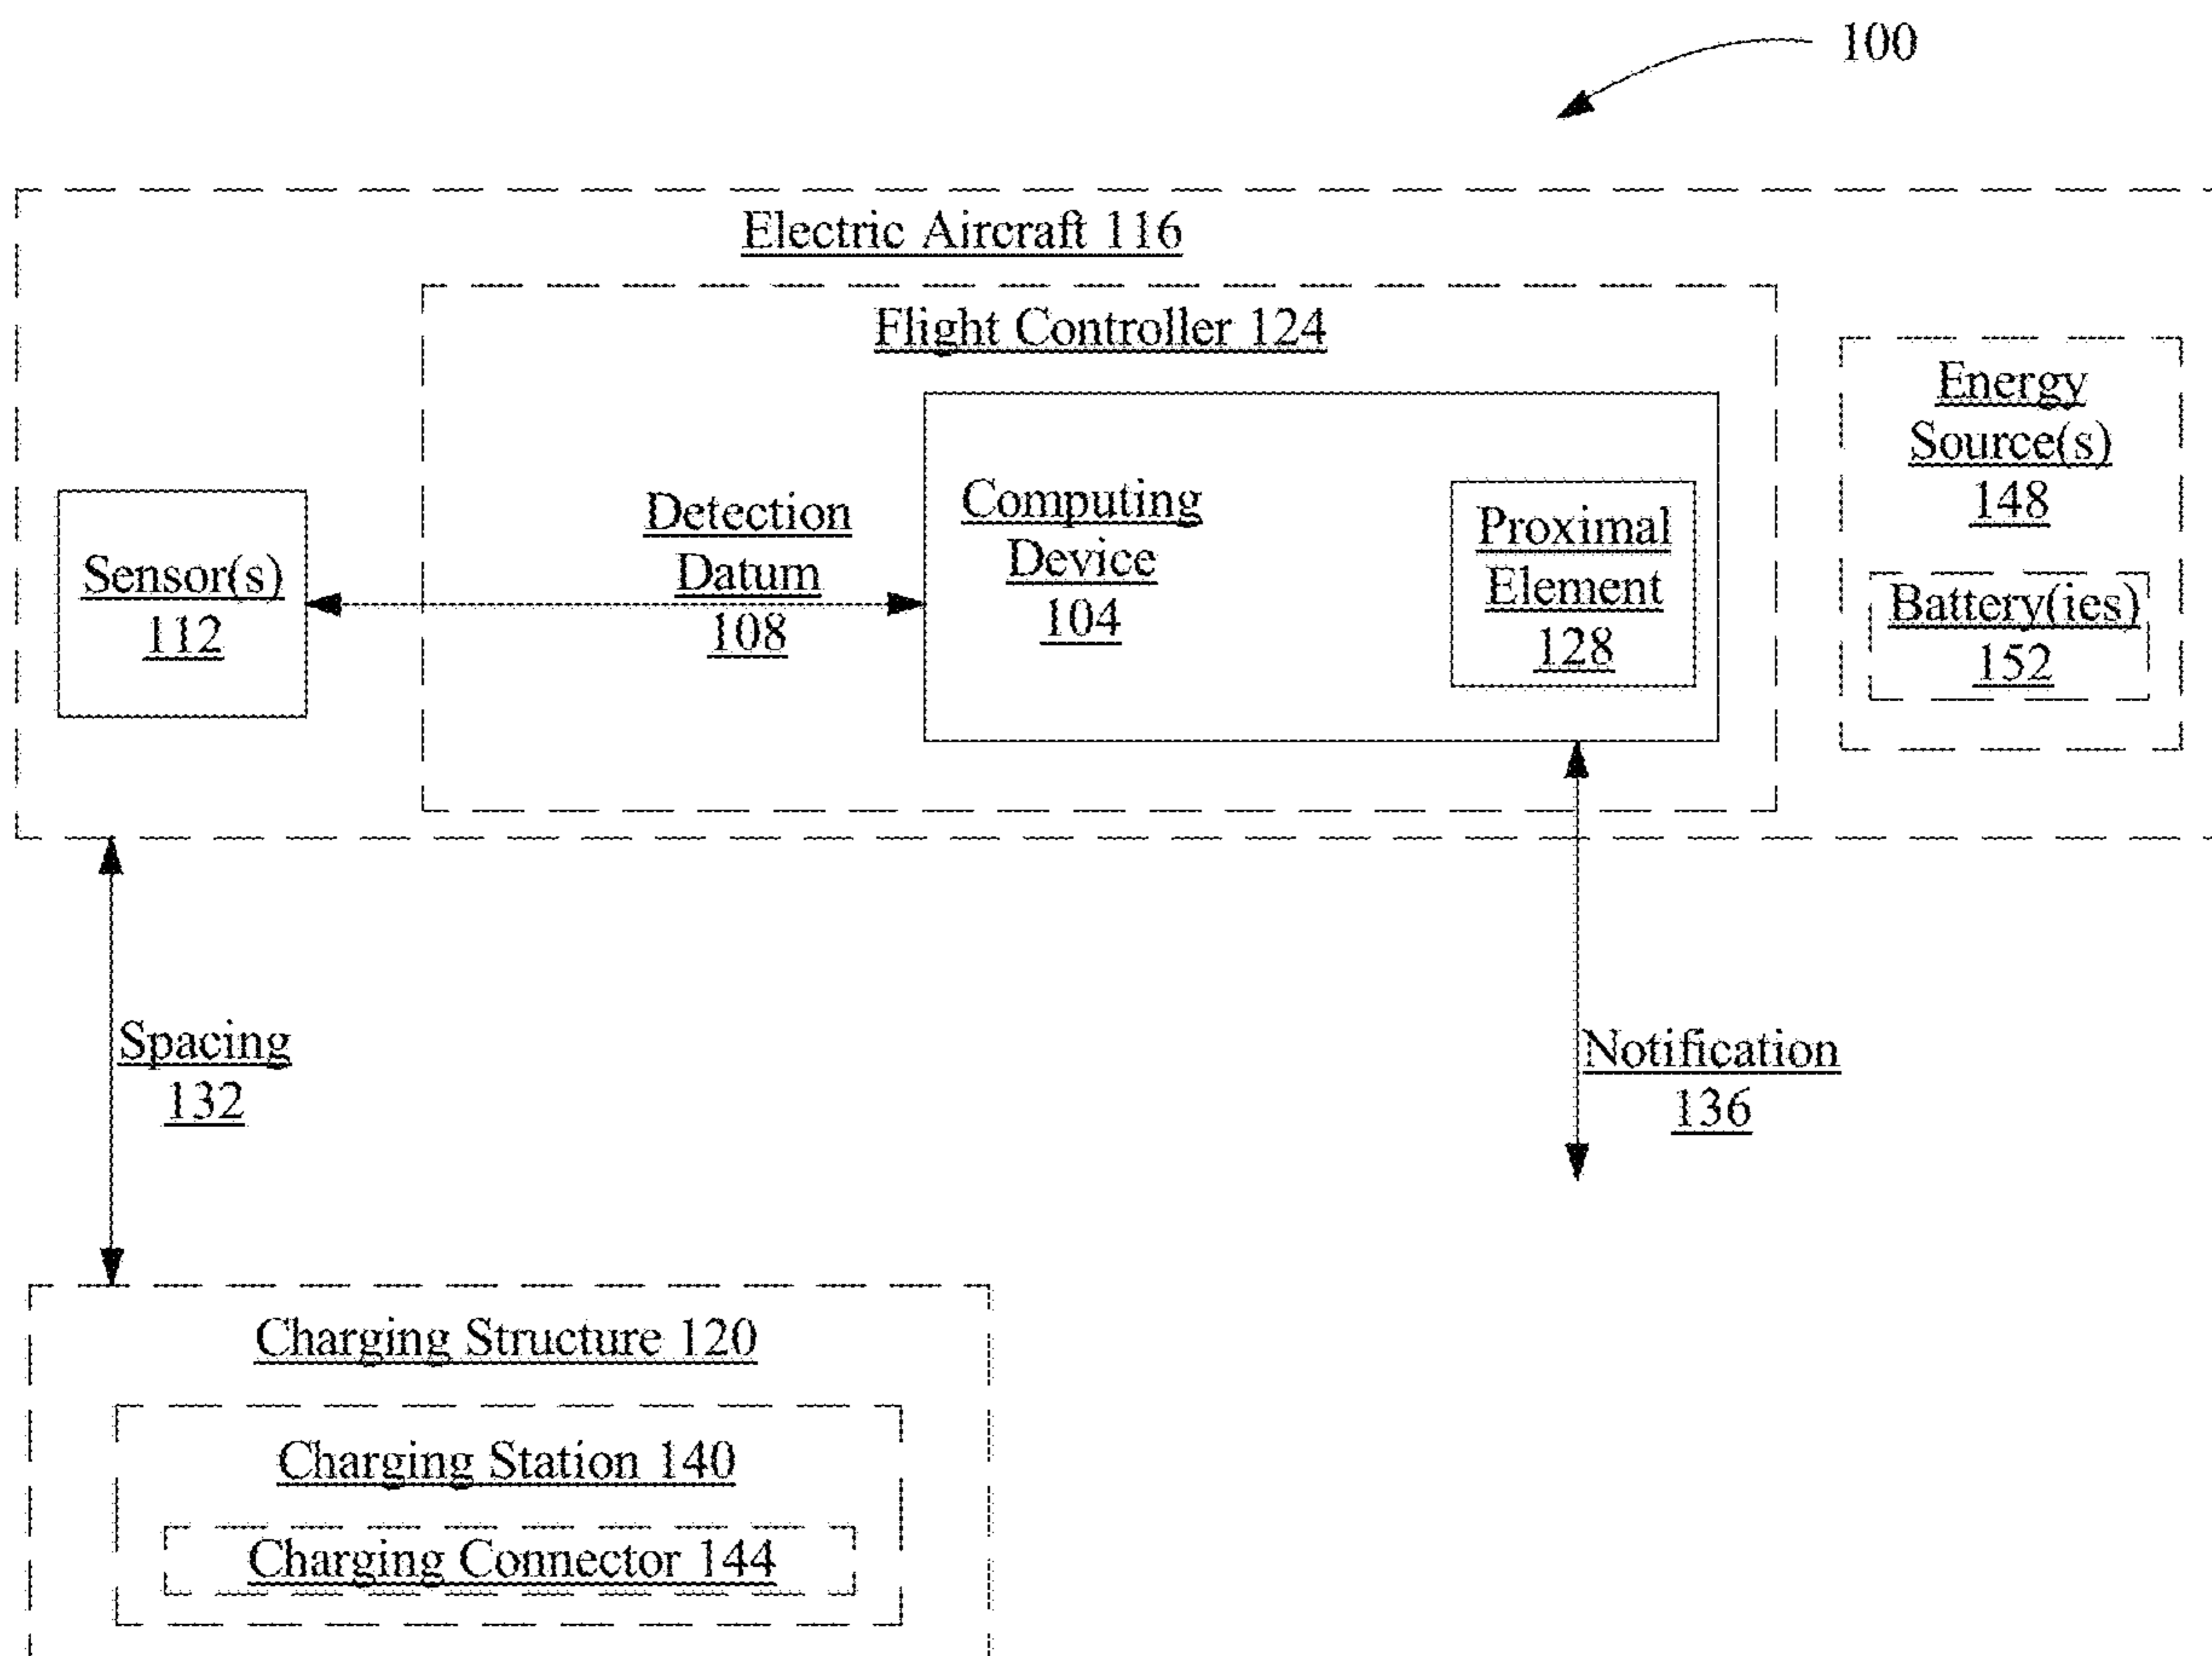 100
Electric Aircraft 116
Flight Controller 124
Sensor(s)
112
Detection
Datum
108
Computing
Device
104
Proximal
Element
128
Energy
Source(s)
148
Battery(ies)
152
Spacing
132
Notification
136
Charging Structure 120
Charging Station 140
Charging Connector 144